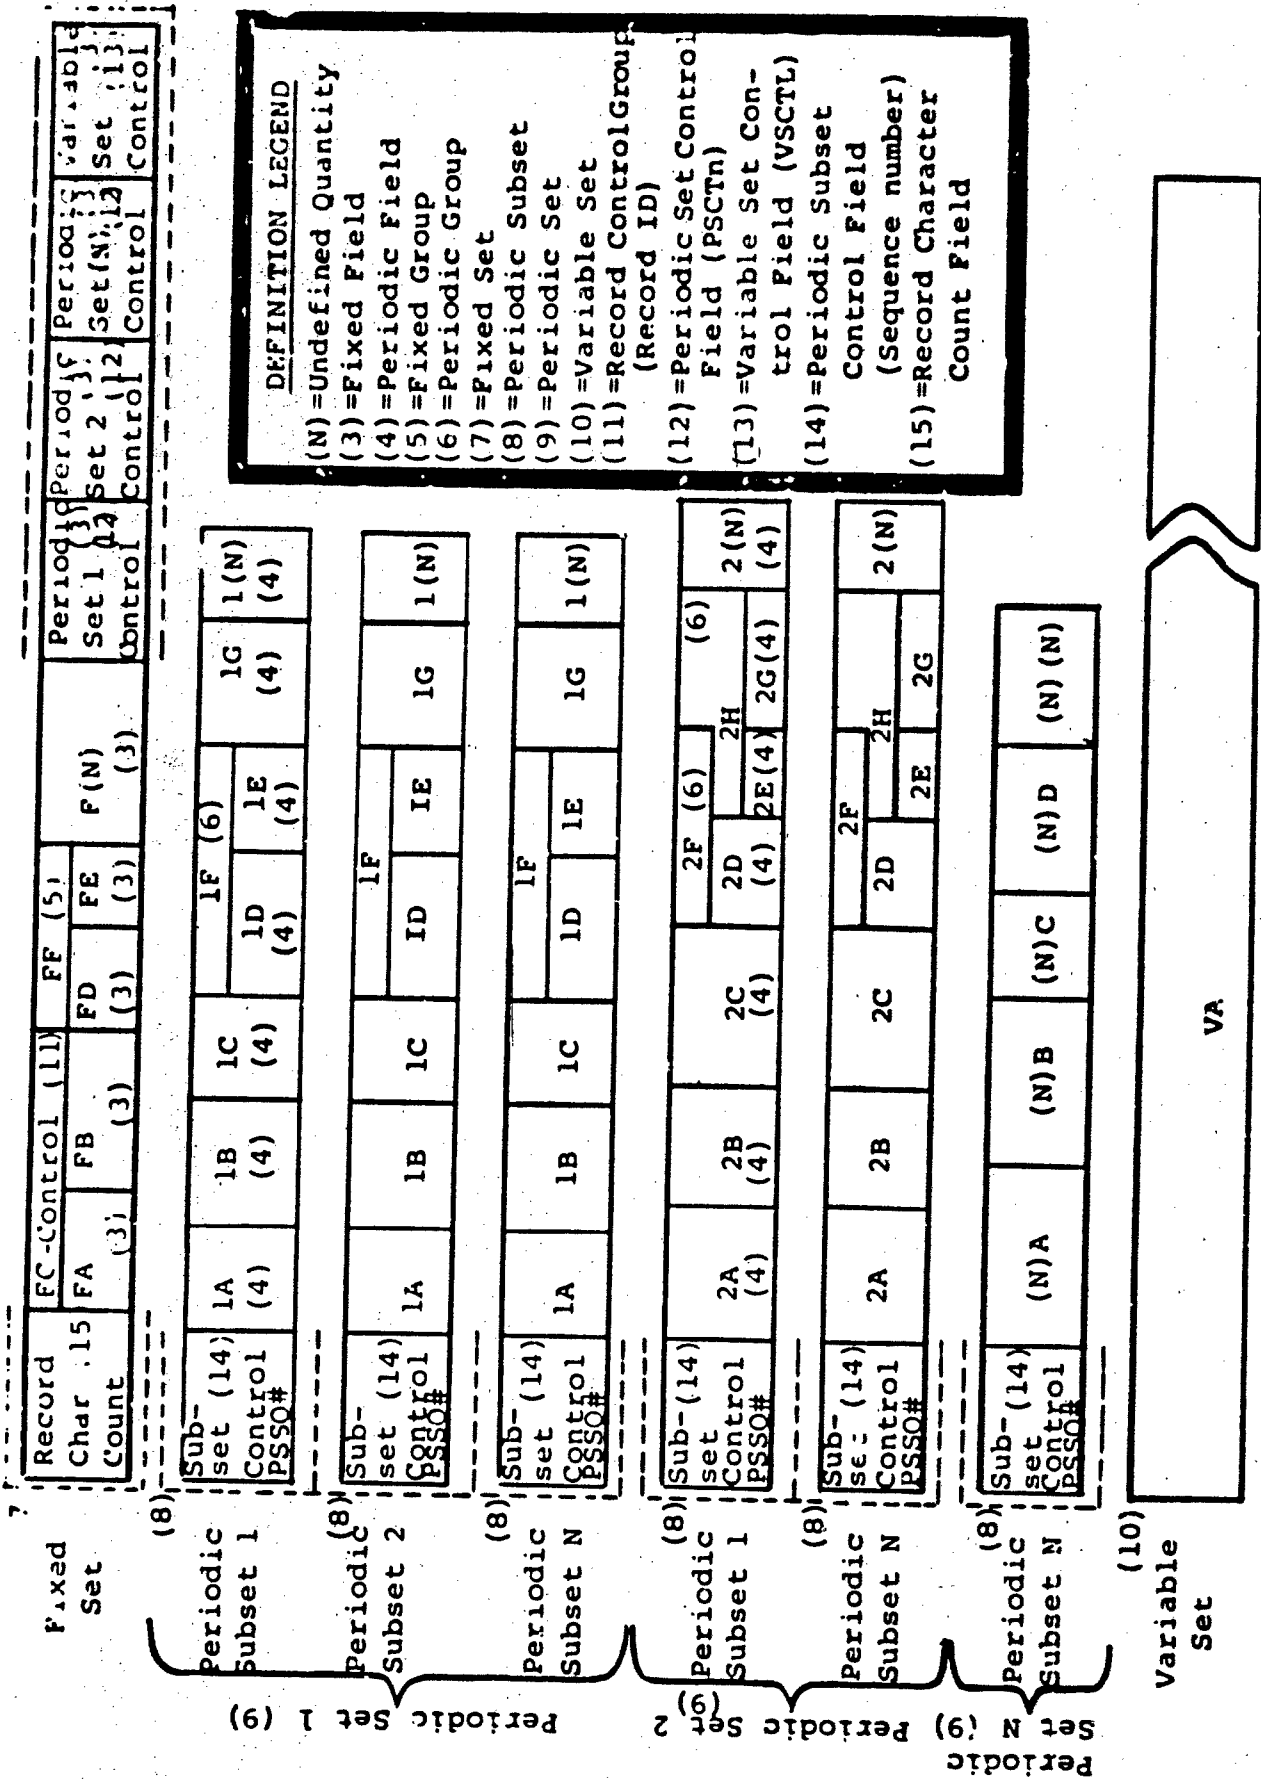 7
Fixed
Set
Record
Char 15
Count
FC-Control (11)
FA
(3)
FB
(3)
FF (5)
FD
(3)
FE
(3)
F(N)
(3)
Periodic
Set 1 (3)
(12
Control
Periodic
Set 2 (3)
(12
Control
Periodic
Set(N) (3)
12
Control
Variable
Set (13)
Control
Periodic Set 1 (9)
(8)
Periodic
Subset 1
Sub-
set (14)
Control
PSSQ#
1A
(4)
1B
(4)
1C
(4)
1F (6)
1D
(4)
1E
(4)
1G
(4)
1(N)
(4)
(8)
Periodic
Subset 2
Sub-
set (14)
Control
PSSQ#
1A
1B
1C
1F
1D
1E
1G
1(N)
(8)
Periodic
Subset N
Sub-
set (14)
Control
PSSQ#
1A
1B
1C
1F
1D
1E
1G
1(N)
Periodic Set 2
(9)
(8)
Periodic
Subset 1
Sub-(14)
set
Control
PSSQ#
2A
(4)
2B
(4)
2C
(4)
2F (6)
2D
(4)
2H
(6)
2E(4)
2G(4)
2(N)
(4)
(8)
Periodic
Subset N
Sub-
set (14)
Control
PSSQ#
2A
2B
2C
2F
2D
2H
2E
2G
2(N)
Periodic
Set N (9)
(8)
Periodic
Subset N
Sub-
set (14)
Control
PSSQ#
(N)A
(N)B
(N)C
(N)D
(N)(N)
(10)
Variable
Set
VA
DEFINITION LEGEND
(N)=Undefined Quantity
(3)=Fixed Field
(4)=Periodic Field
(5)=Fixed Group
(6)=Periodic Group
(7)=Fixed Set
(8)=Periodic Subset
(9)=Periodic Set
(10)=Variable Set
(11)=Record ControlGroup
(Record ID)
(12)=Periodic Set Control
Field (PSCTn)
(13)=Variable Set Con-
trol Field (VSCTL)
(14)=Periodic Subset
Control Field
(Sequence number)
(15)=Record Character
Count Field